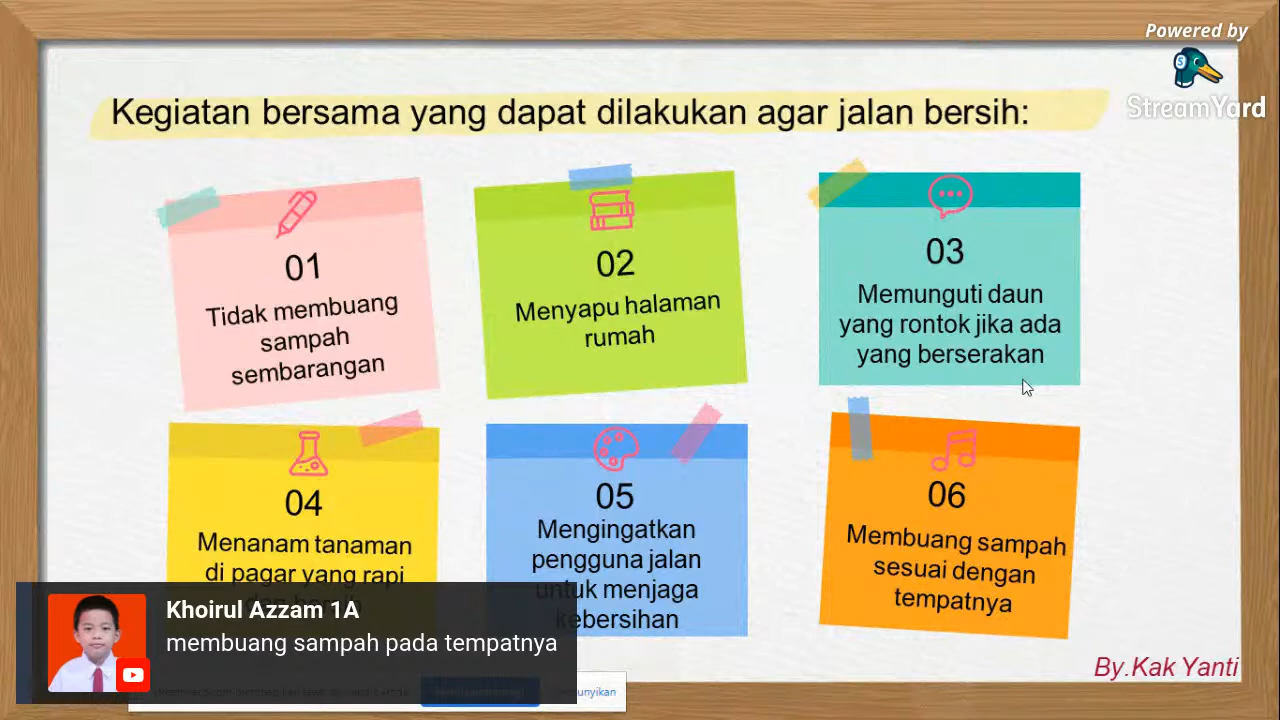 Powered by
StreamYard
Kegiatan bersama yang dapat dilakukan agar jalan bersih:
01
Tidak membuang
sampah
sembarangan
02
Menyapu halaman
rumah
03
Memunguti daun
yang rontok jika ada
yang berserakan
04
Menanam tanaman
di pagar yang rapi
05
Mengingatkan
pengguna jalan
untuk menjaga
kebersihan
06
Membuang sampah
sesuai dengan
tempatnya
Khoirul Azzam 1A
membuang sampah pada tempatnya
By.Kak Yanti